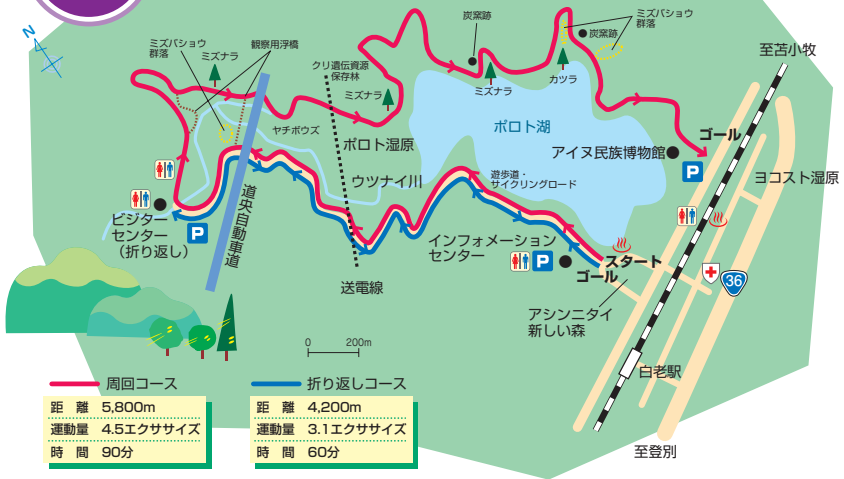 N
ミズバショウ
群落
観察用浮橋
ミズナラ
クリ遺伝資源
保存林
ミズナラ
炭窯跡
ミズナラ
カツラ
炭窯跡
ミズバショウ
群落
至苫小牧
ヤチボウズ
ポロト湿原
ポロト湖
ゴール
アイヌ民族博物館
P
ヨコスト湿原
ウツナイ川
遊歩道・
サイクリングロード
道央自動車道
ビジター
センター
(折り返し)
P
インフォメーション
センター
P
スタート
ゴール
36
送電線
アシンニタイ
新しい森
白老駅
至登別
0 200m
周回コース
距 離 5,800m
運動量 4.5エクササイズ
時 間 90分
折り返しコース
距 離 4,200m
運動量 3.1エクササイズ
時 間 60分